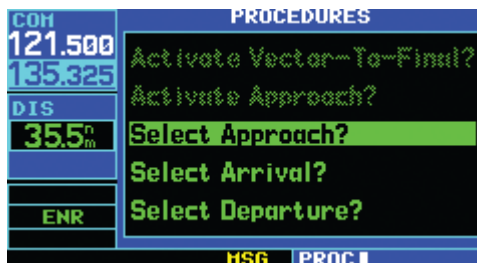 COM
121.500
135.325
DIS
35.5nm
ENR
PROCEDURES
Activate Vector-To-Final?
Activate Approach?
Select Approach?
Select Arrival?
Select Departure?
MSG
PROC